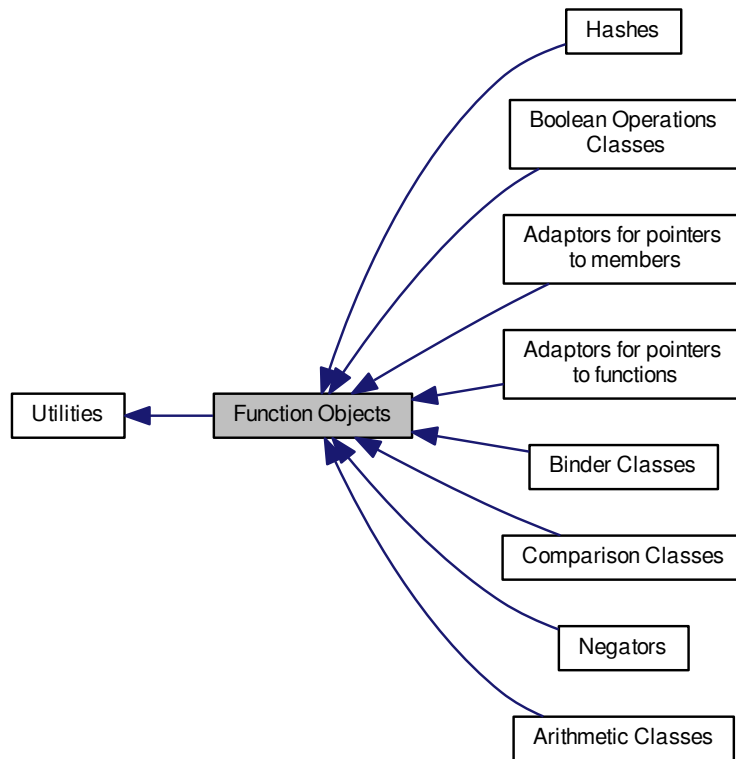 Hashes
Boolean Operations
Classes
Adaptors for pointers
to members
Adaptors for pointers
to functions
Utilities
Function Objects
Binder Classes
Comparison Classes
Negators
Arithmetic Classes